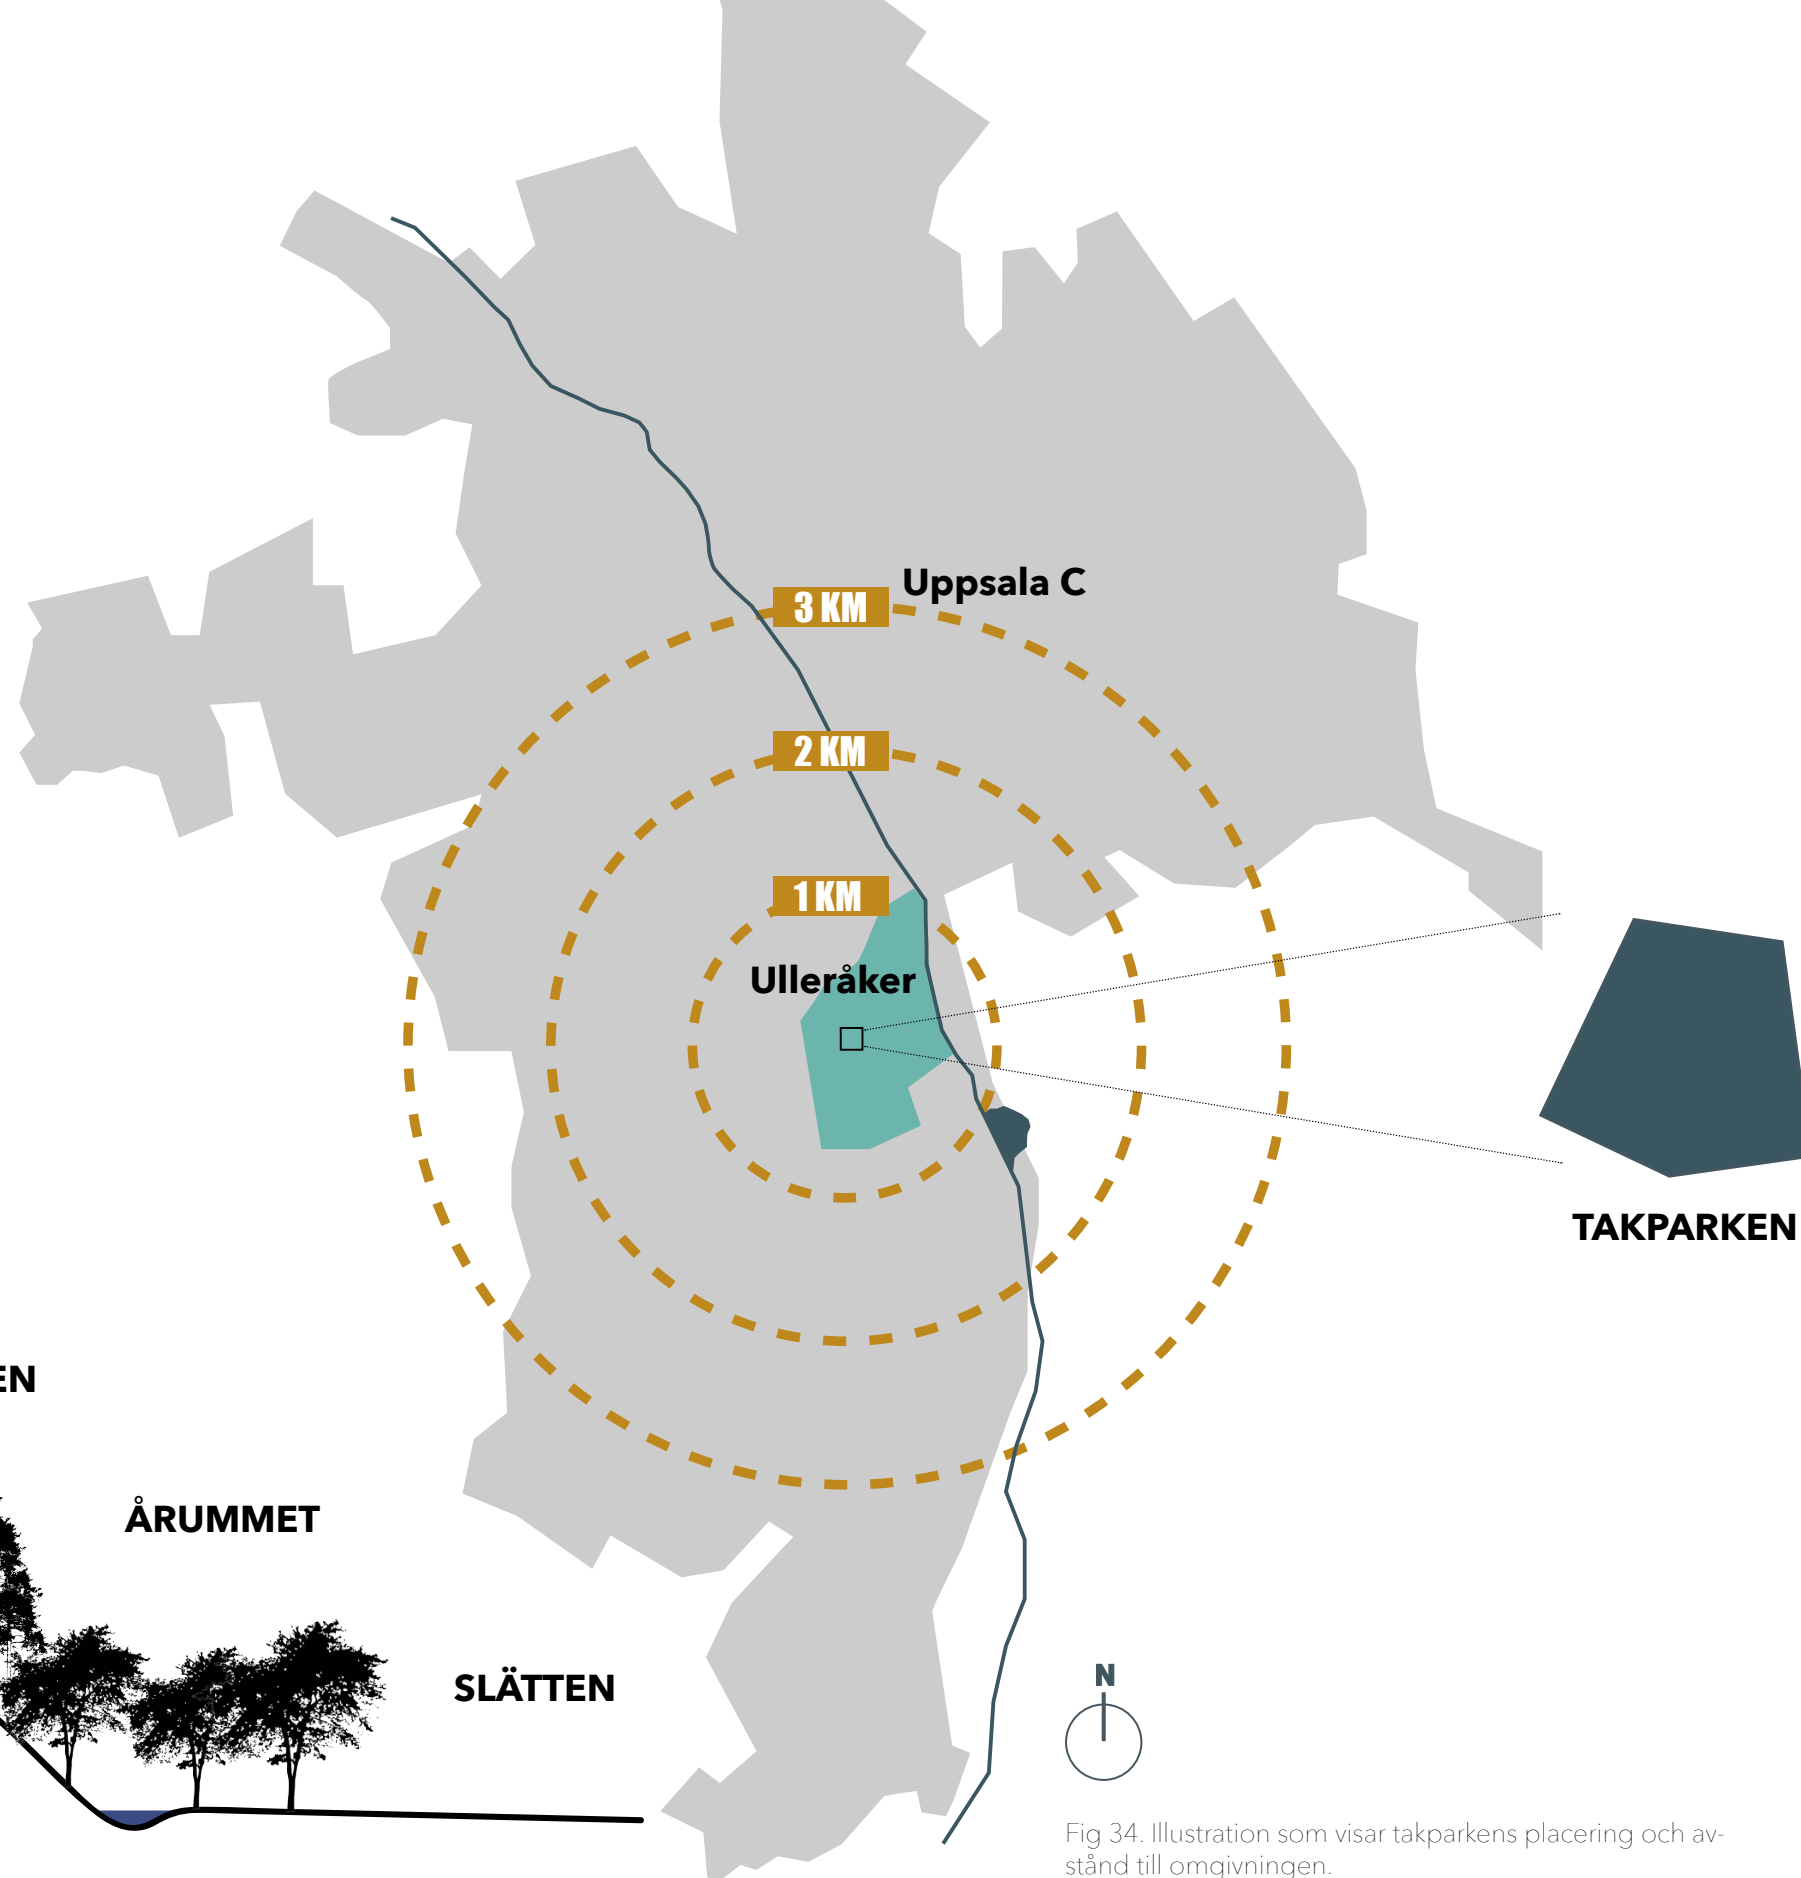 Uppsala C
3 KM
2 KM
1 KM
Ulleråker
TAKPARKEN
EN
ÅRUMMET
SLÄTTEN
N
Fig 34. Illustration som visar takparkens placering och av-
stånd till omgivningen.